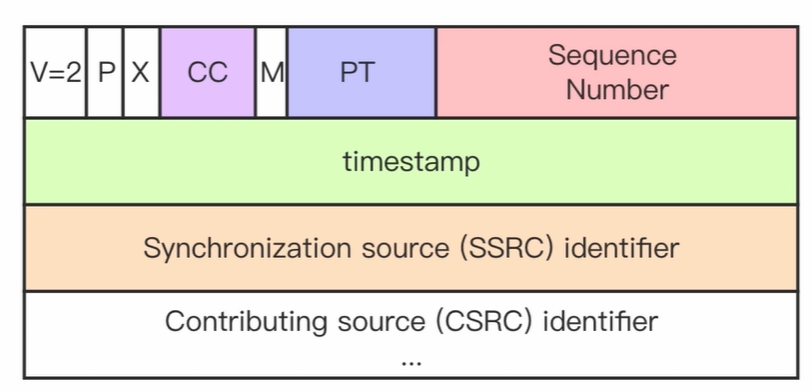 V=2 P X CC M PT Sequence
Number
timestamp
Synchronization source (SSRC) identifier
Contributing source (CSRC) identifier
...